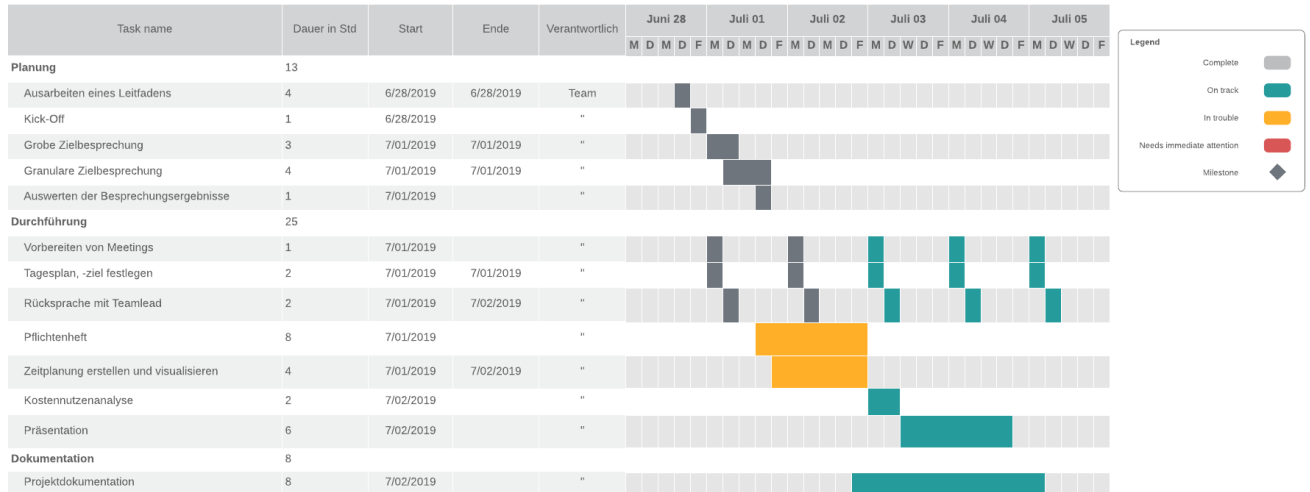 Task name Dauer in Std Start Ende Verantwortlich Juni 28 Juli 01 Juli 02 Juli 03 Juli 04 Juli 05
M D M D F M D M D F M D M D F M D W D F M D W D F M D W D F
Planung 13
Ausarbeiten eines Leitfadens 4 6/28/2019 6/28/2019 Team
Kick-Off 1 6/28/2019 "
Grobe Zielbesprechung 3 7/01/2019 7/01/2019 "
Granulare Zielbesprechung 4 7/01/2019 7/01/2019 "
Auswerten der Besprechungsergebnisse 1 7/01/2019 "
Durchführung 25
Vorbereiten von Meetings 1 7/01/2019 "
Tagesplan, -ziel festlegen 2 7/01/2019 7/01/2019 "
Rücksprache mit Teamlead 2 7/01/2019 7/02/2019 "
Pflichtenheft 8 7/01/2019 "
Zeitplanung erstellen und visualisieren 4 7/01/2019 7/02/2019 "
Kostennutzenanalyse 2 7/02/2019 "
Präsentation 6 7/02/2019 "
Dokumentation 8
Projektdokumentation 8 7/02/2019 "
Legend
Complete
On track
In trouble
Needs immediate attention
Milestone